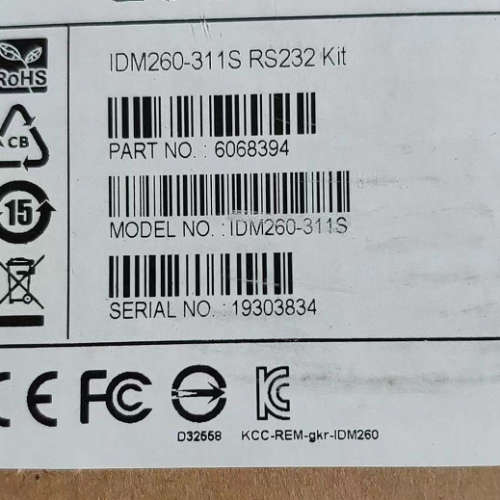 IDM260-311S RS232 Kit
RoHS
PART NO. : 6068394
CB
MODEL NO. : IDM260-311S
15
SERIAL NO. : 19303834
CE FC KC
D32558 KCC-REM-gkr-IDM260